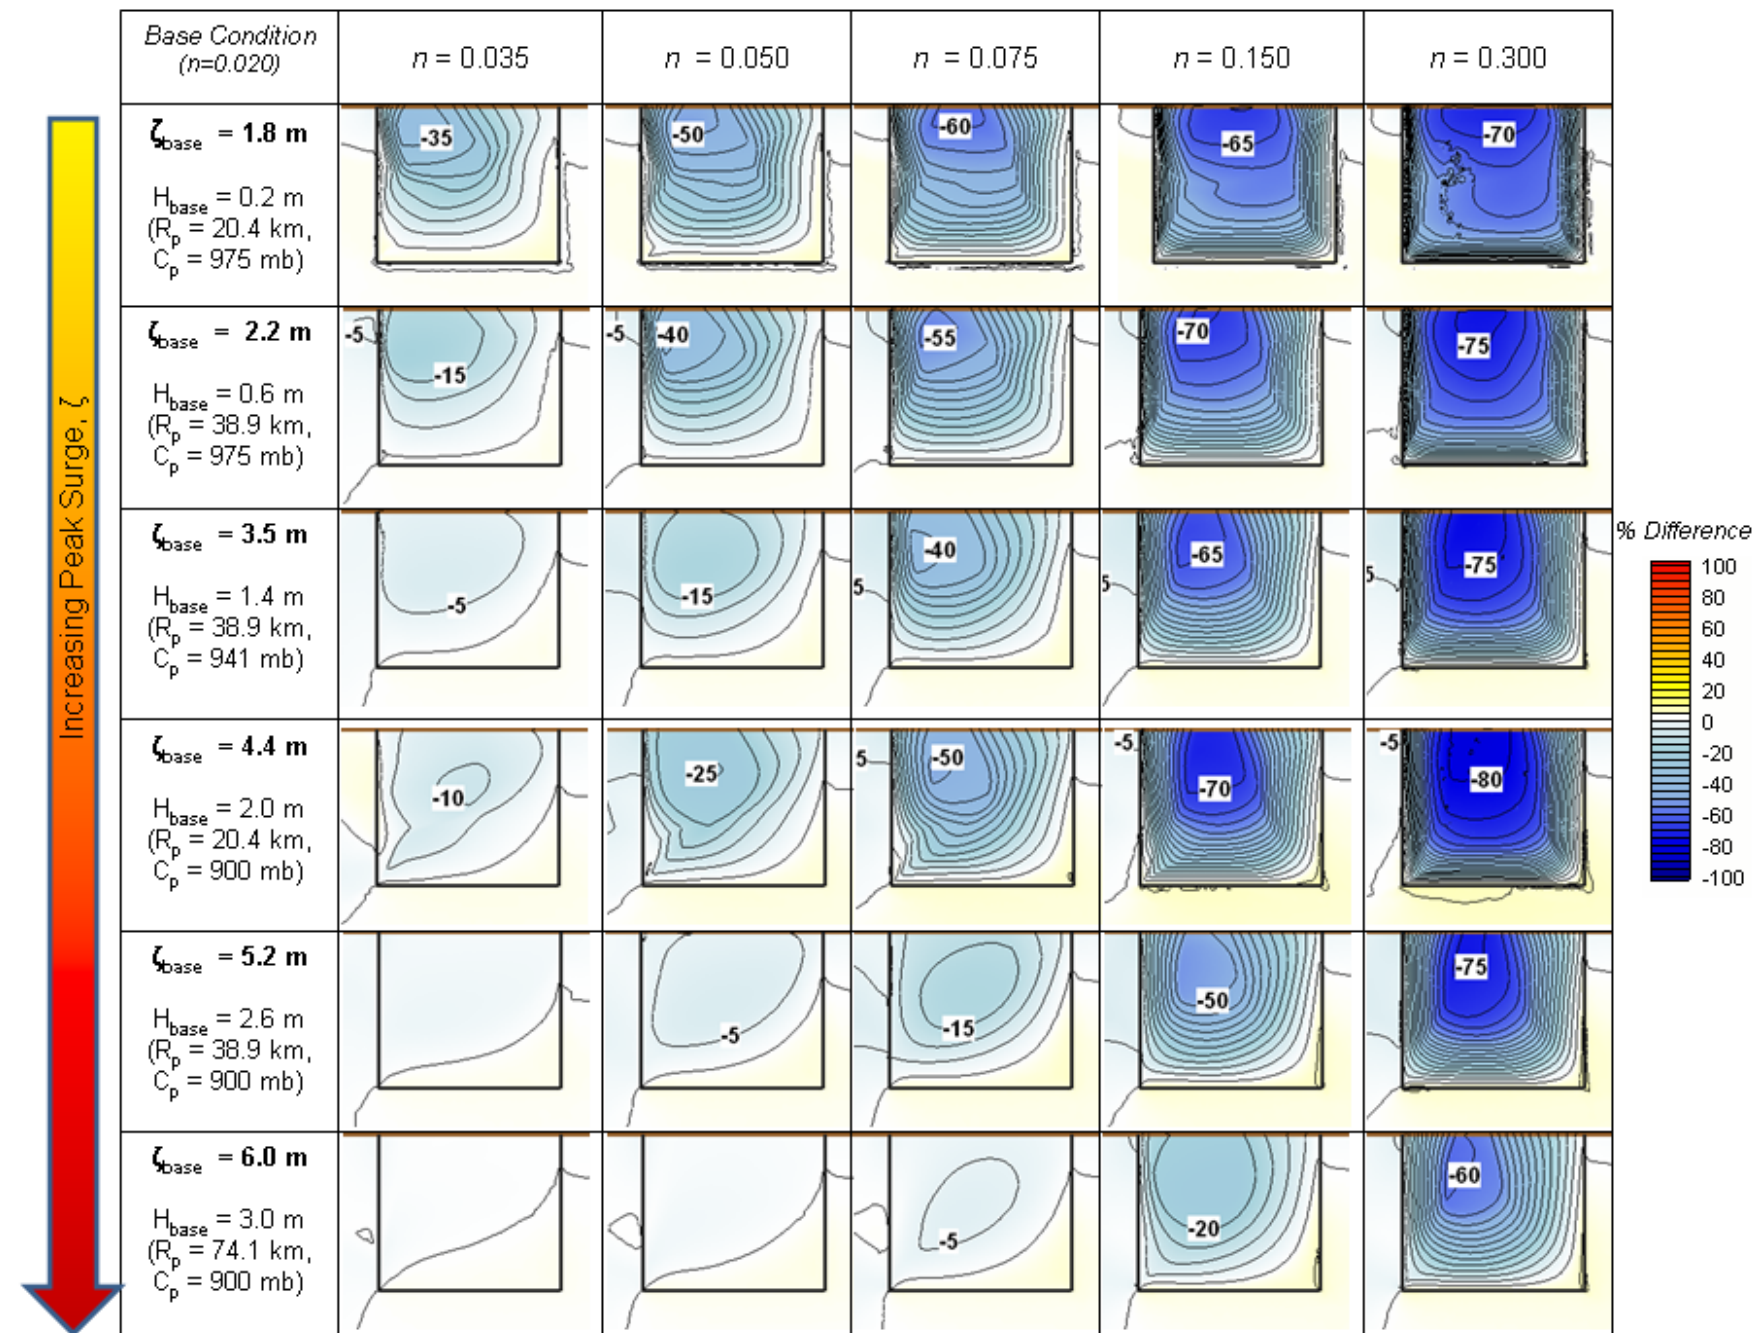 Base Condition
(n=0.020)
n = 0.035
n = 0.050
n = 0.075
n = 0.150
n = 0.300
Increasing Peak Surge, ζ
ζbase = 1.8 m
Hbase = 0.2 m
(Rp = 20.4 km,
Cp = 975 mb)
-35
-50
-60
-65
-70
ζbase = 2.2 m
Hbase = 0.6 m
(Rp = 38.9 km,
Cp = 975 mb)
-5
-15
-5
-40
-55
-70
-75
ζbase = 3.5 m
Hbase = 1.4 m
(Rp = 38.9 km,
Cp = 941 mb)
-5
-15
5
-40
5
-65
5
-75
ζbase = 4.4 m
Hbase = 2.0 m
(Rp = 20.4 km,
Cp = 900 mb)
-10
-25
5
-50
-5
-70
-5
-80
ζbase = 5.2 m
Hbase = 2.6 m
(Rp = 38.9 km,
Cp = 900 mb)
-5
-15
-50
-75
ζbase = 6.0 m
Hbase = 3.0 m
(Rp = 74.1 km,
Cp = 900 mb)
-5
-20
-60
% Difference
100
80
60
40
20
0
-20
-40
-60
-80
-100